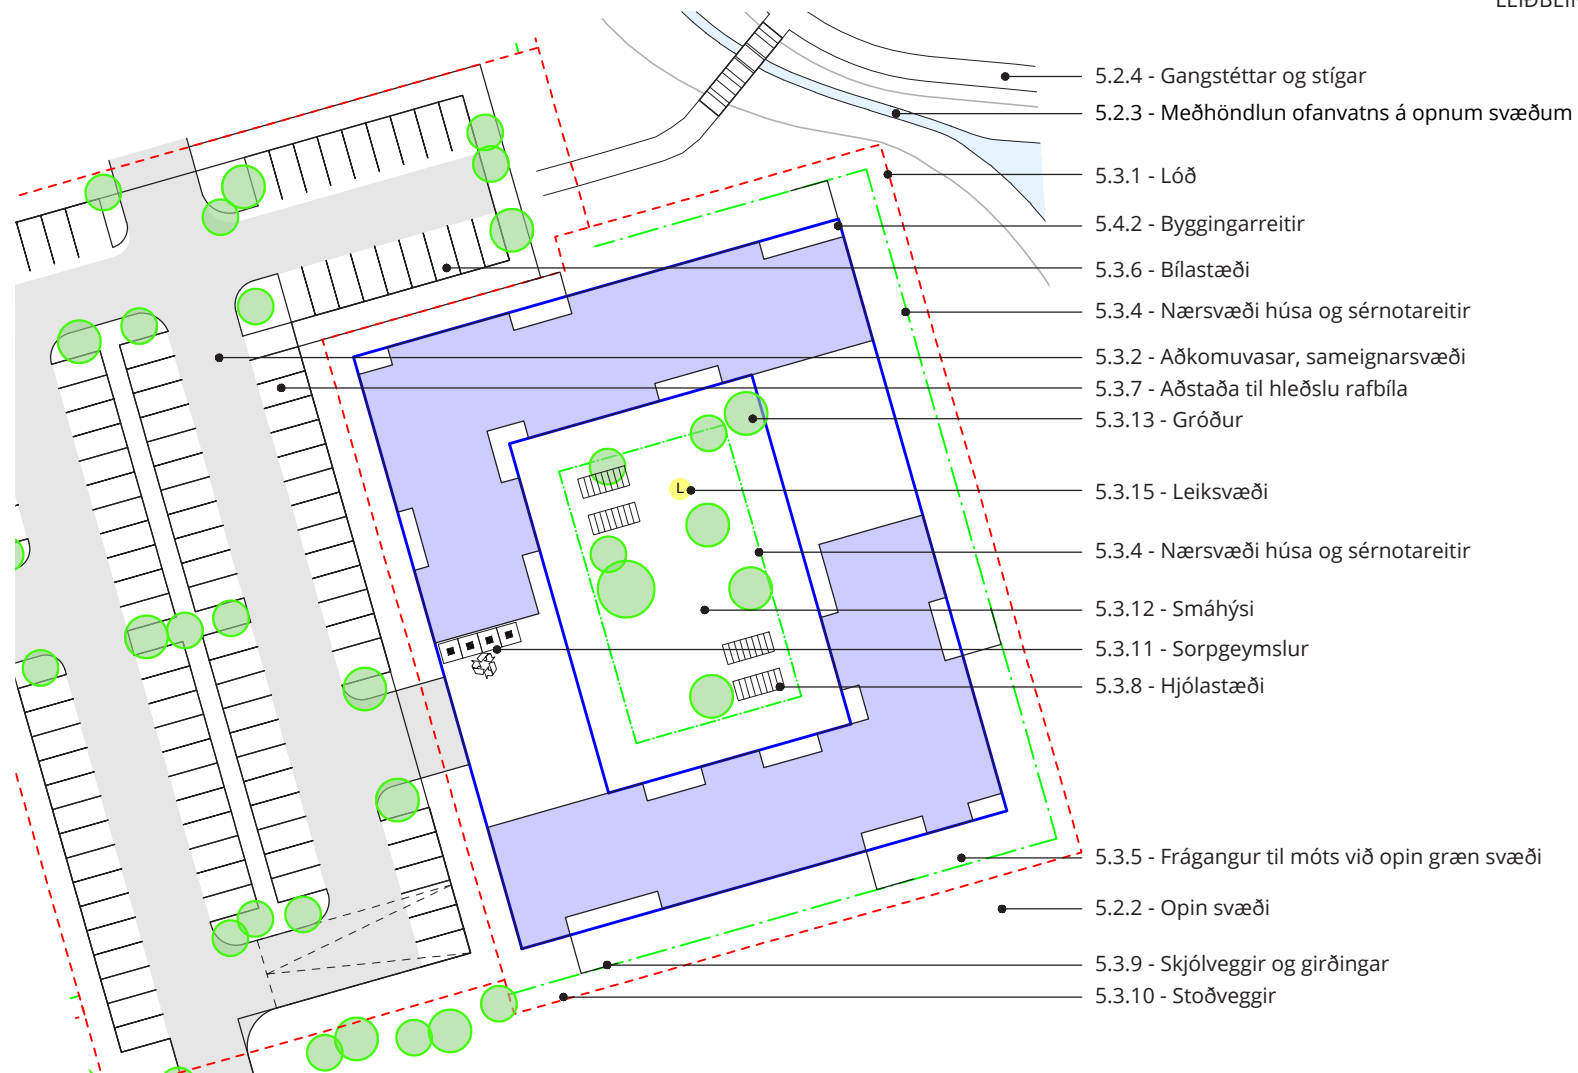 5.2.4 - Gangstéttar og stígar
5.2.3 - Meðhöndlun ofanvatns á opnum svæðum
5.3.1 - Lóð
5.4.2 - Byggingarreitir
5.3.6 - Bílastæði
5.3.4 - Nærsvæði húsa og sérnotareitir
5.3.2 - Aðkomuvasar, sameignarsvæði
5.3.7 - Aðstaða til hleðslu rafbíla
5.3.13 - Gróður
L
5.3.15 - Leiksvæði
5.3.4 - Nærsvæði húsa og sérnotareitir
5.3.12 - Smáhýsi
5.3.11 - Sorpgeymslur
5.3.8 - Hjólastæði
5.3.5 - Frágangur til móts við opin græn svæði
5.2.2 - Opin svæði
5.3.9 - Skjólveggir og girðingar
5.3.10 - Stoðveggir